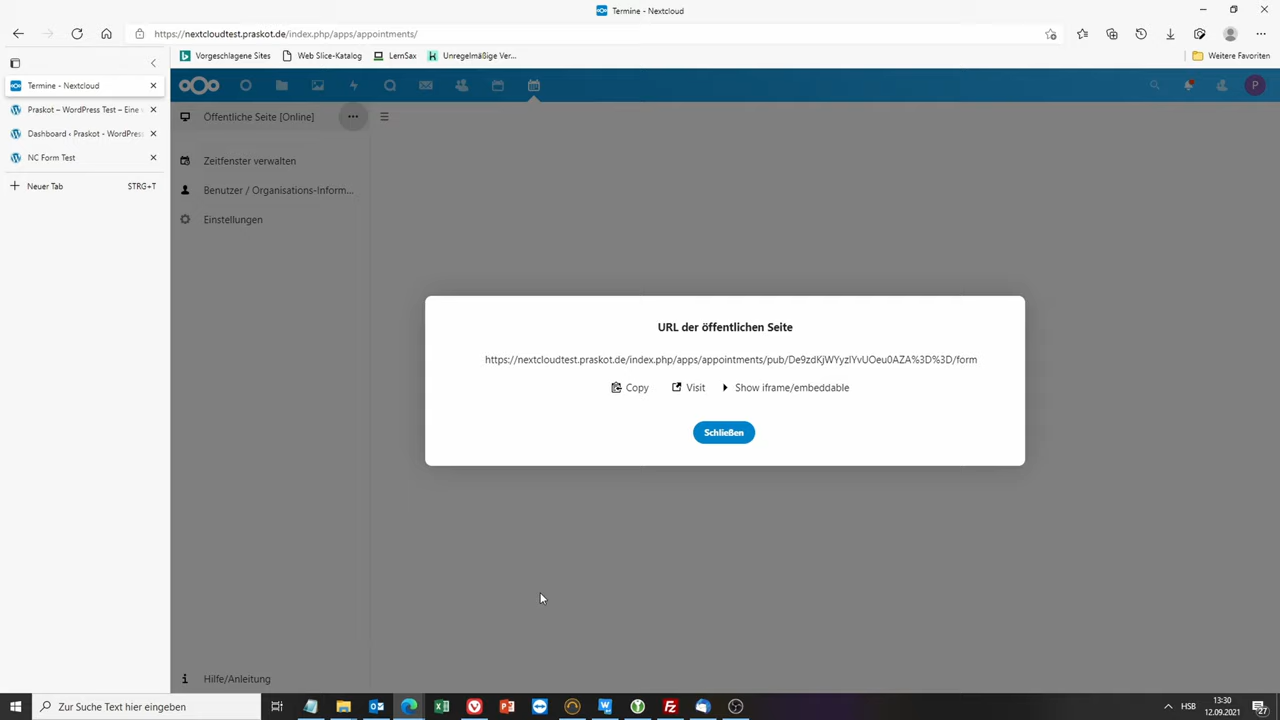 Termine - Nextcloud
https://nextcloudtest.praskot.de/index.php/apps/appointments/
Vorgeschlagene Sites
Web Slice-Katalog
LernSax
Unregelmäßige Ver...
Weitere Favoriten
Termine - Nextcloud
Praskot – WordPress Test – Eine
Dashboard ‹ Praskot - WordPress
NC Form Test
Neuer Tab
STRG+T
P
Öffentliche Seite [Online]
Zeitfenster verwalten
Benutzer / Organisations-Inform...
Einstellungen
URL der öffentlichen Seite
https://nextcloudtest.praskot.de/index.php/apps/appointments/pub/De9zdKjWYyzlYvUOeu0AZA%3D%3D/form
Copy
Visit
Show iframe/embeddable
Schließen
Hilfe/Anleitung
Zur Suche Text hier eingeben
HSB
13:30
12.09.2021
27